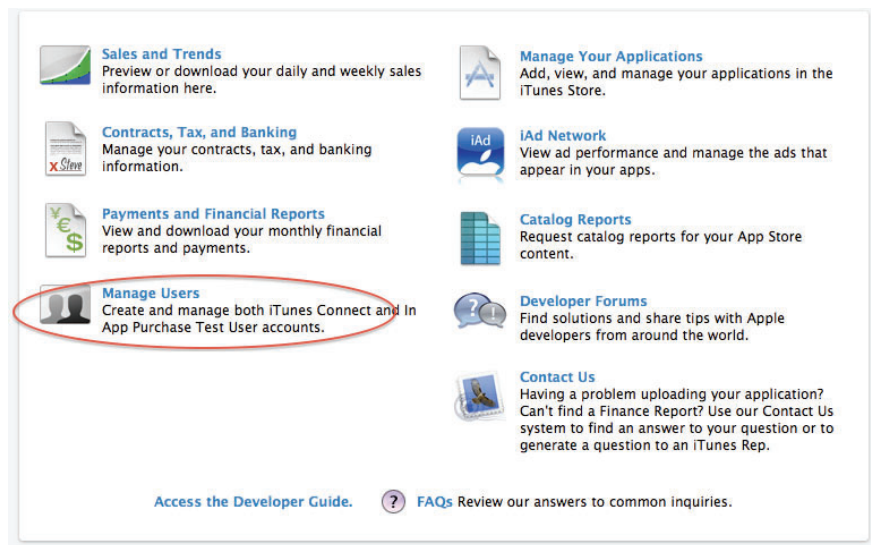 Sales and Trends
Preview or download your daily and weekly sales
information here.
Contracts, Tax, and Banking
Manage your contracts, tax, and banking
information.
X Steve
Payments and Financial Reports
View and download your monthly financial
reports and payments.
¥
€
$
Manage Users
Create and manage both iTunes Connect and In
App Purchase Test User accounts.
Manage Your Applications
Add, view, and manage your applications in the
iTunes Store.
iAd
iAd Network
View ad performance and manage the ads that
appear in your apps.
Catalog Reports
Request catalog reports for your App Store
content.
?
!
Developer Forums
Find solutions and share tips with Apple
developers from around the world.
Contact Us
Having a problem uploading your application?
Can't find a Finance Report? Use our Contact Us
system to find an answer to your question or to
generate a question to an iTunes Rep.
Access the Developer Guide. ? FAQs Review our answers to common inquiries.